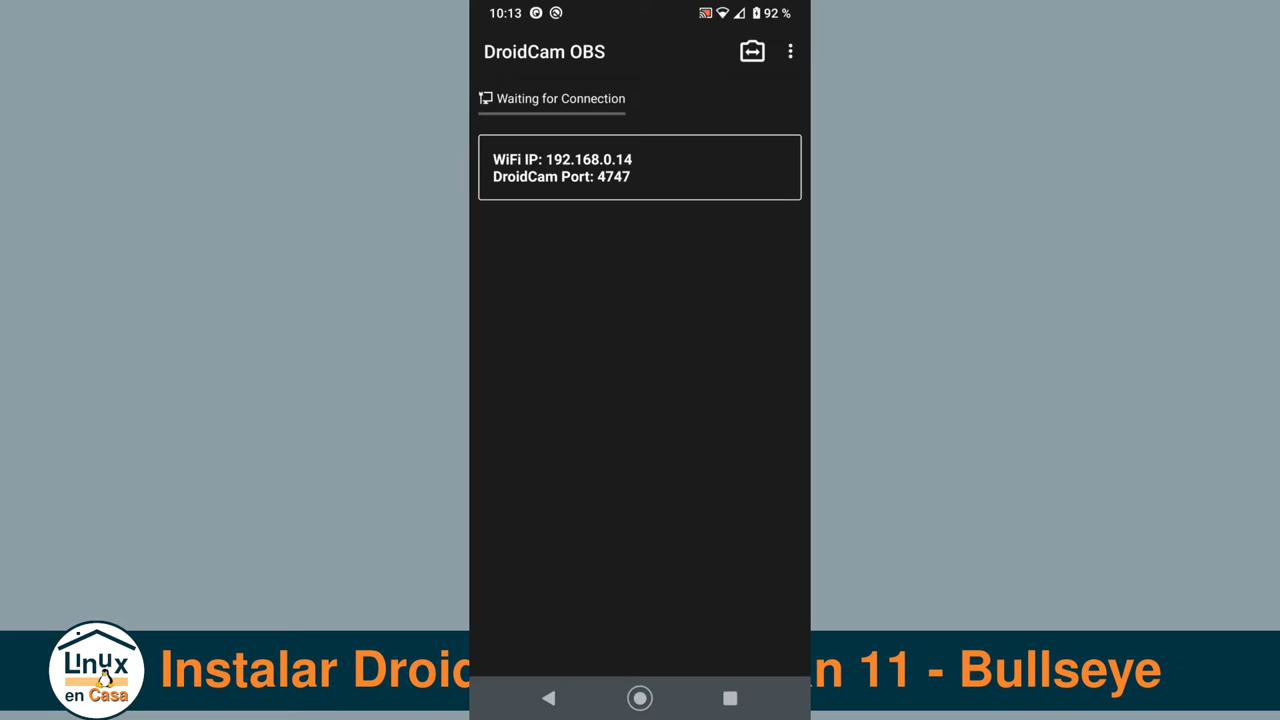 10:13 92 %
DroidCam OBS
Waiting for Connection
WiFi IP: 192.168.0.14
DroidCam Port: 4747
Linux
en Casa
Instalar Droid n 11 - Bullseye